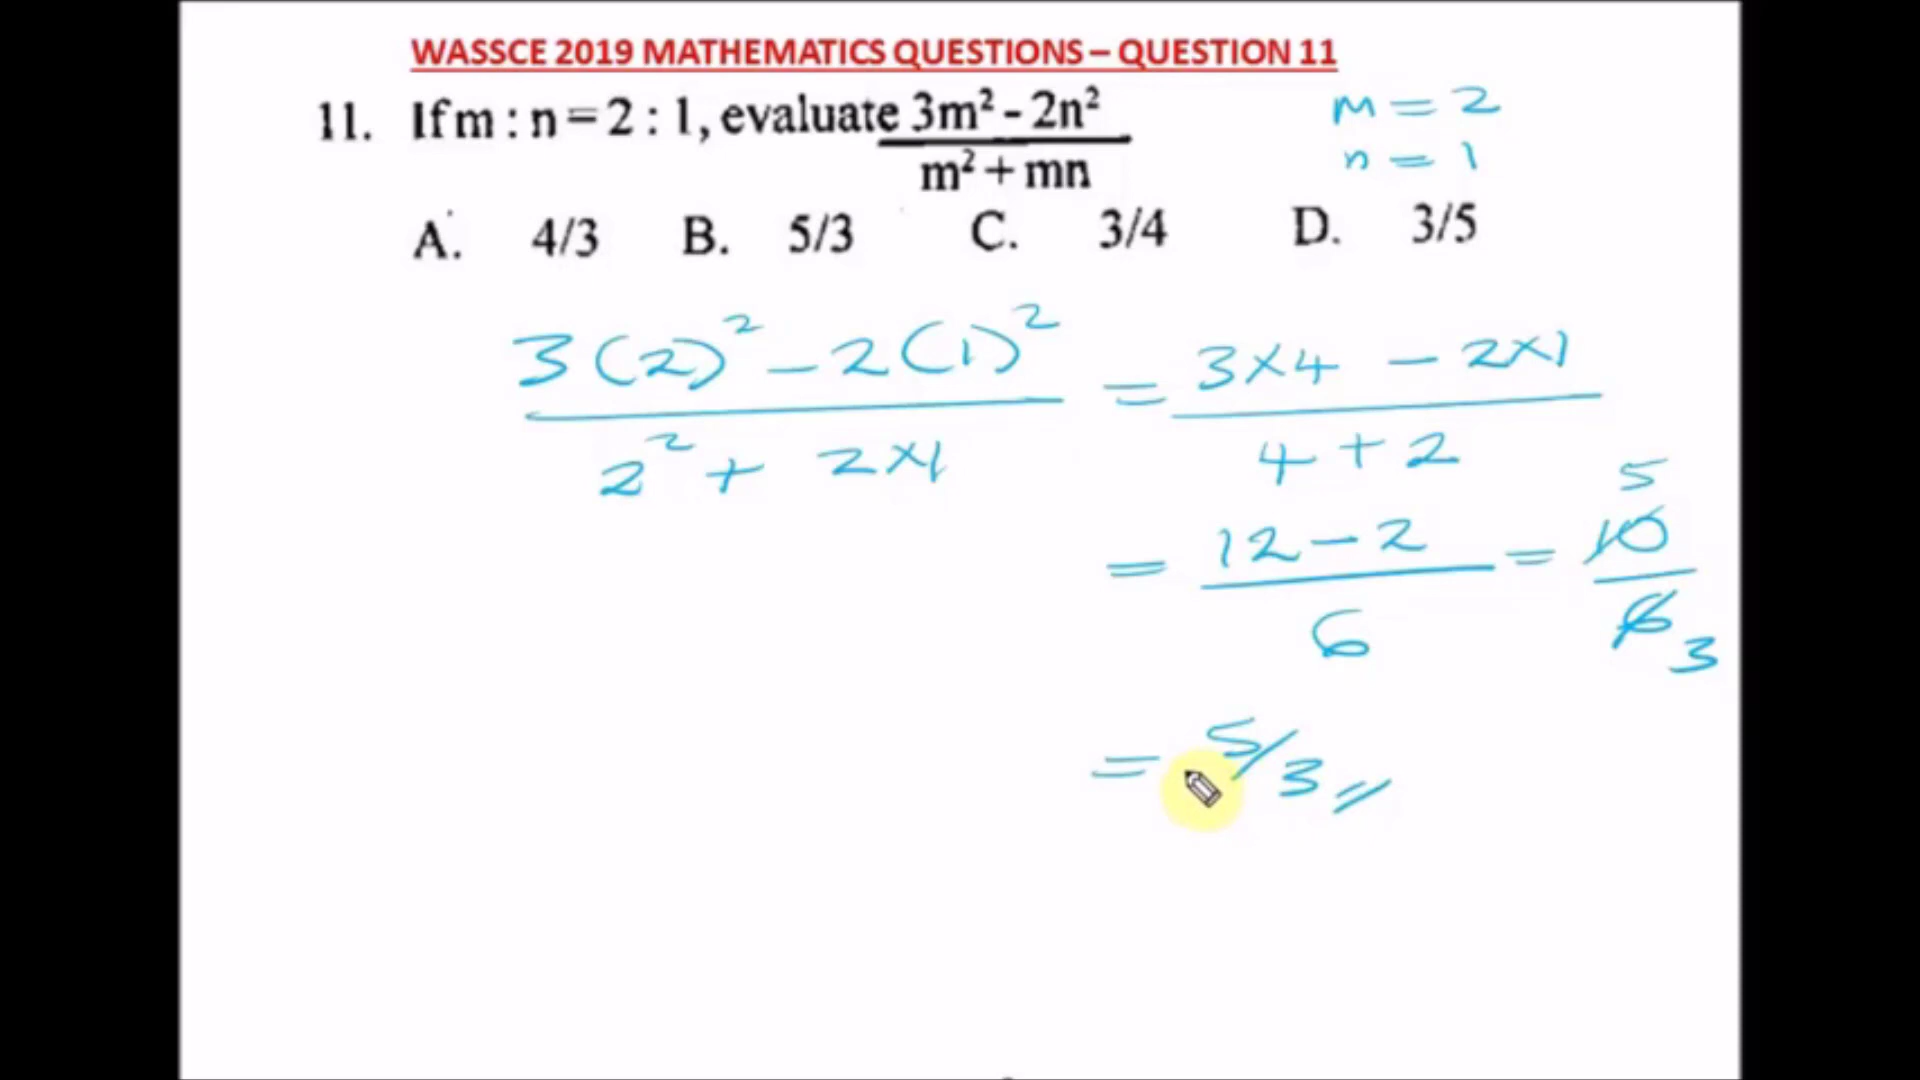 WASSCE 2019 MATHEMATICS QUESTIONS – QUESTION 11
11. If m : n = 2 : 1, evaluate 3m² - 2n²
m² + mn
m = 2
n = 1
A. 4/3 B. 5/3 C. 3/4 D. 3/5
3(2)² - 2(1)² = 3×4 - 2×1
2² + 2×1 4 + 2
= 12 - 2 = 10 5
6 6 3
= 5/3